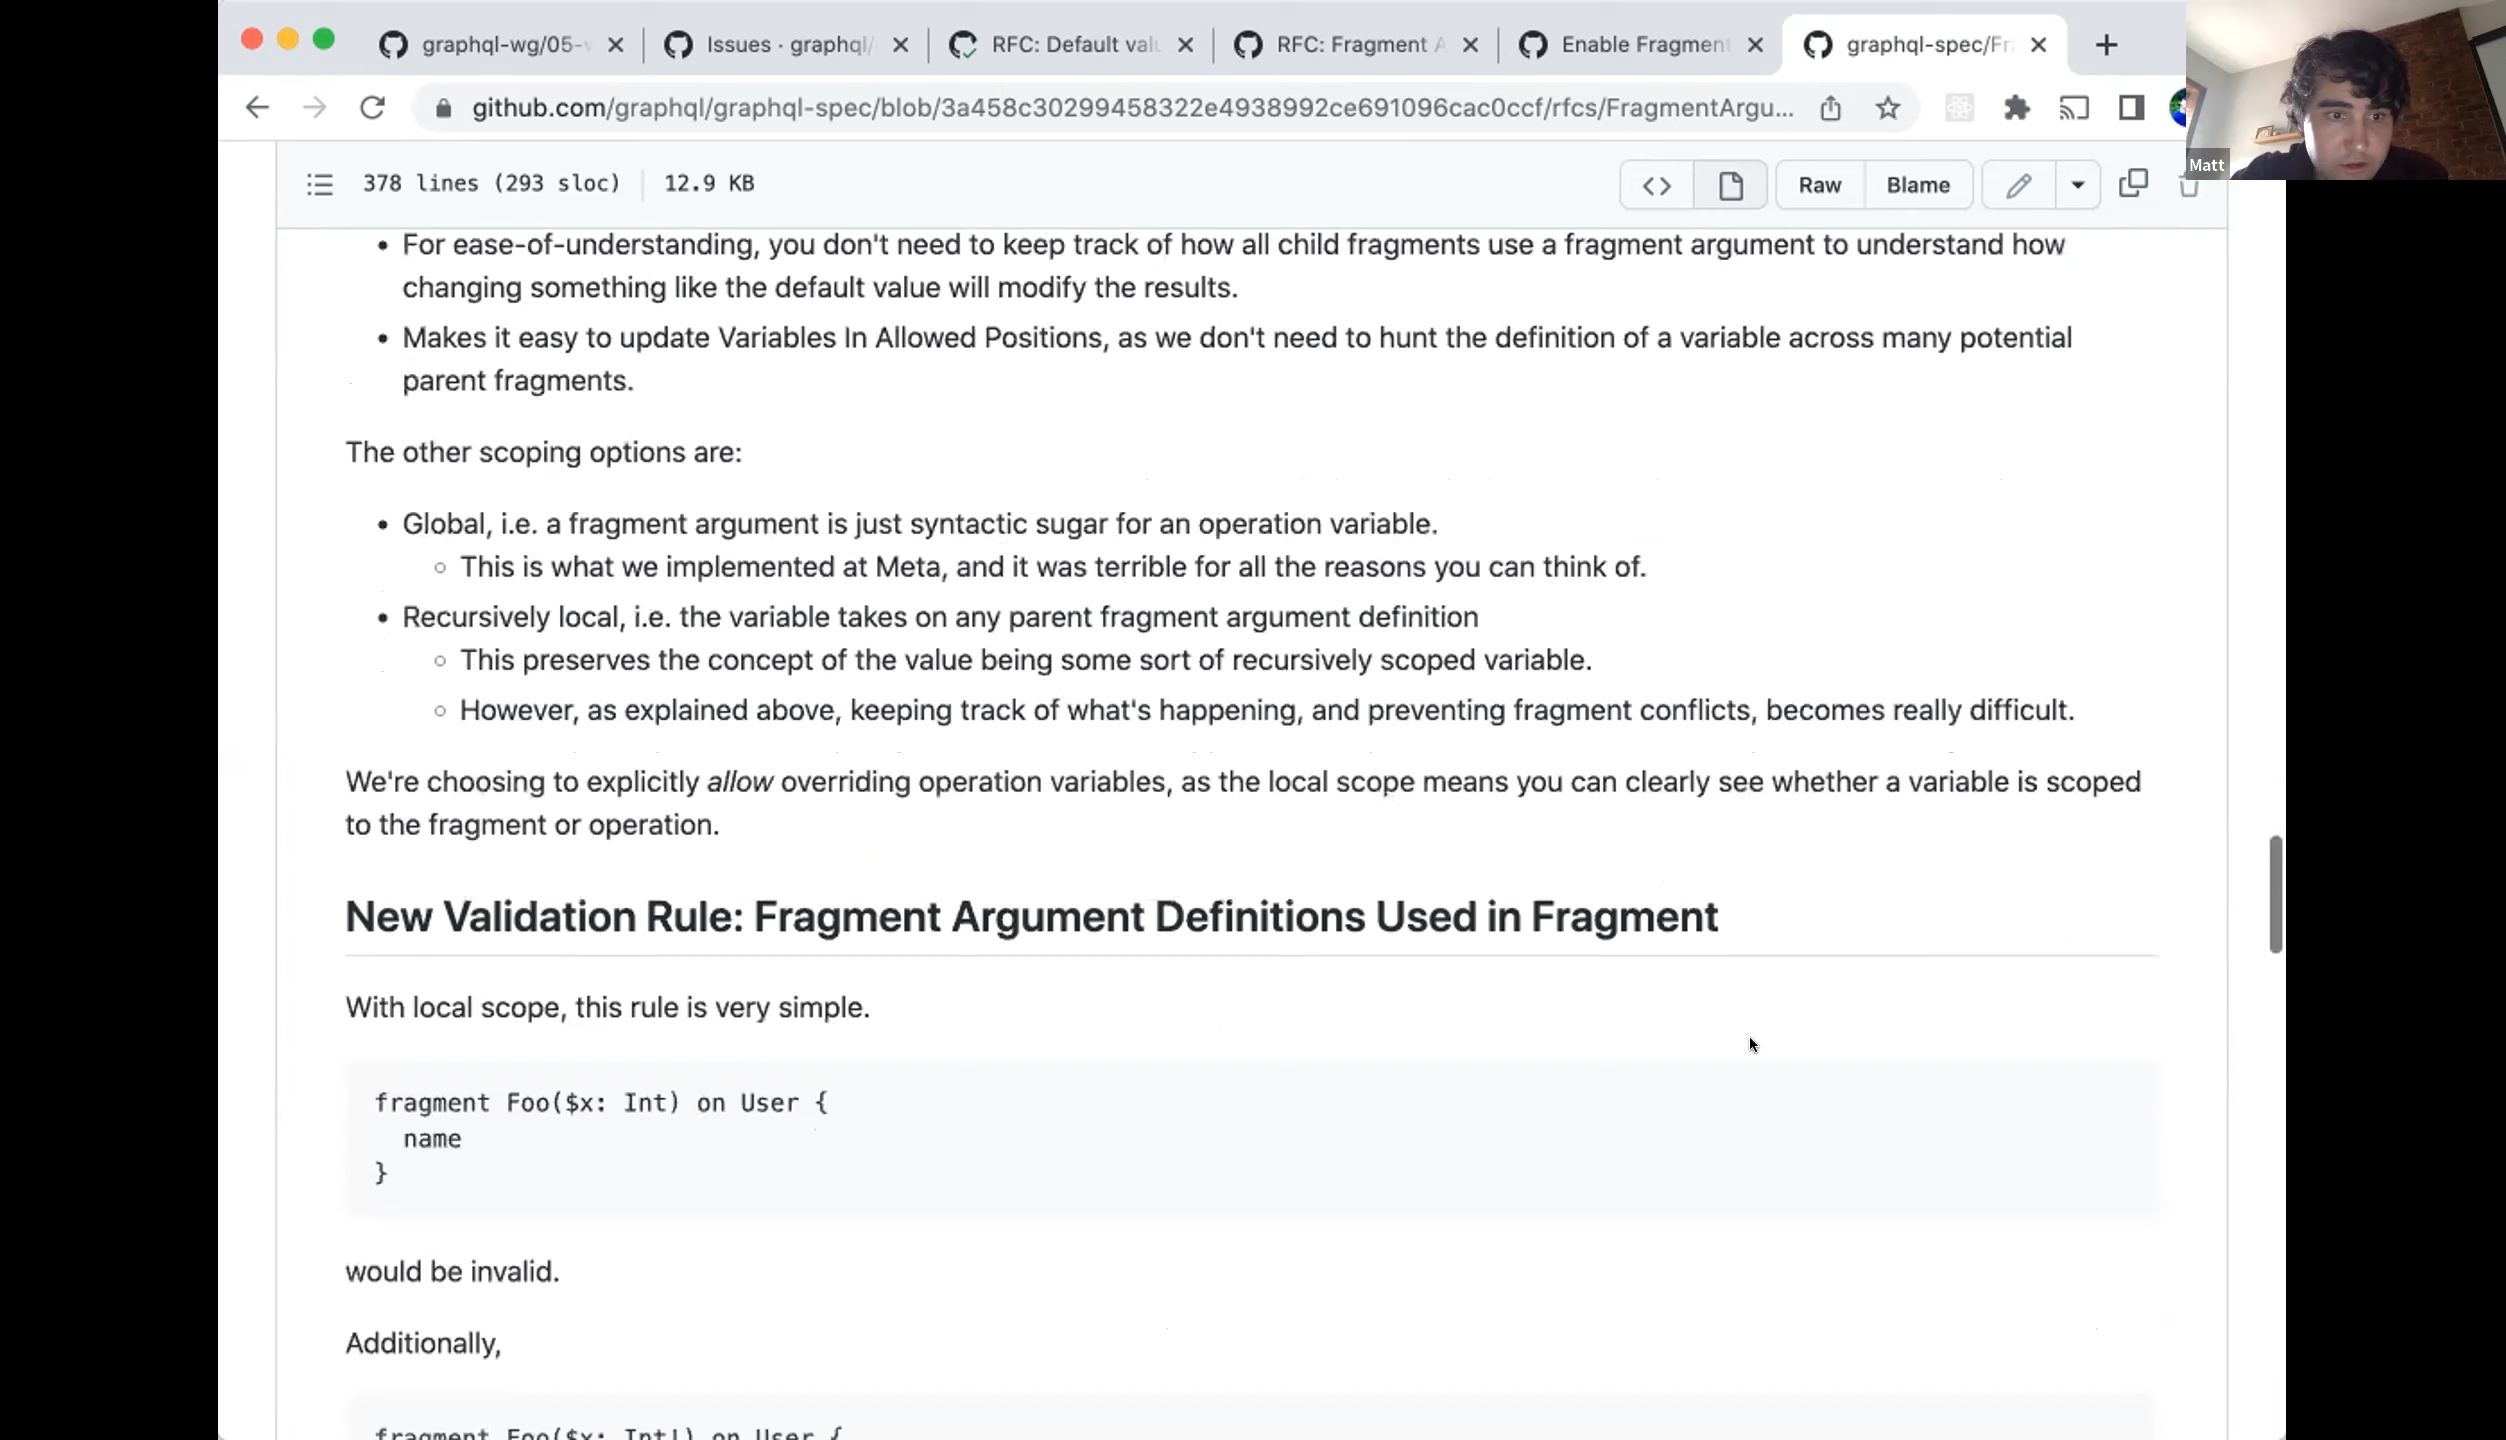 graphql-wg/05-
Issues · graphql/
RFC: Default val
RFC: Fragment A
Enable Fragment
graphql-spec/Fr
github.com/graphql/graphql-spec/blob/3a458c30299458322e4938992ce691096cac0ccf/rfcs/FragmentArgu...
Matt
378 lines (293 sloc) 12.9 KB
Raw
Blame
• For ease-of-understanding, you don't need to keep track of how all child fragments use a fragment argument to understand how
changing something like the default value will modify the results.
• Makes it easy to update Variables In Allowed Positions, as we don't need to hunt the definition of a variable across many potential
parent fragments.
The other scoping options are:
• Global, i.e. a fragment argument is just syntactic sugar for an operation variable.
○ This is what we implemented at Meta, and it was terrible for all the reasons you can think of.
• Recursively local, i.e. the variable takes on any parent fragment argument definition
○ This preserves the concept of the value being some sort of recursively scoped variable.
○ However, as explained above, keeping track of what's happening, and preventing fragment conflicts, becomes really difficult.
We're choosing to explicitly allow overriding operation variables, as the local scope means you can clearly see whether a variable is scoped
to the fragment or operation.
New Validation Rule: Fragment Argument Definitions Used in Fragment
With local scope, this rule is very simple.
fragment Foo($x: Int) on User {
name
}
would be invalid.
Additionally,
fragment Foo($x: Int!) on User {